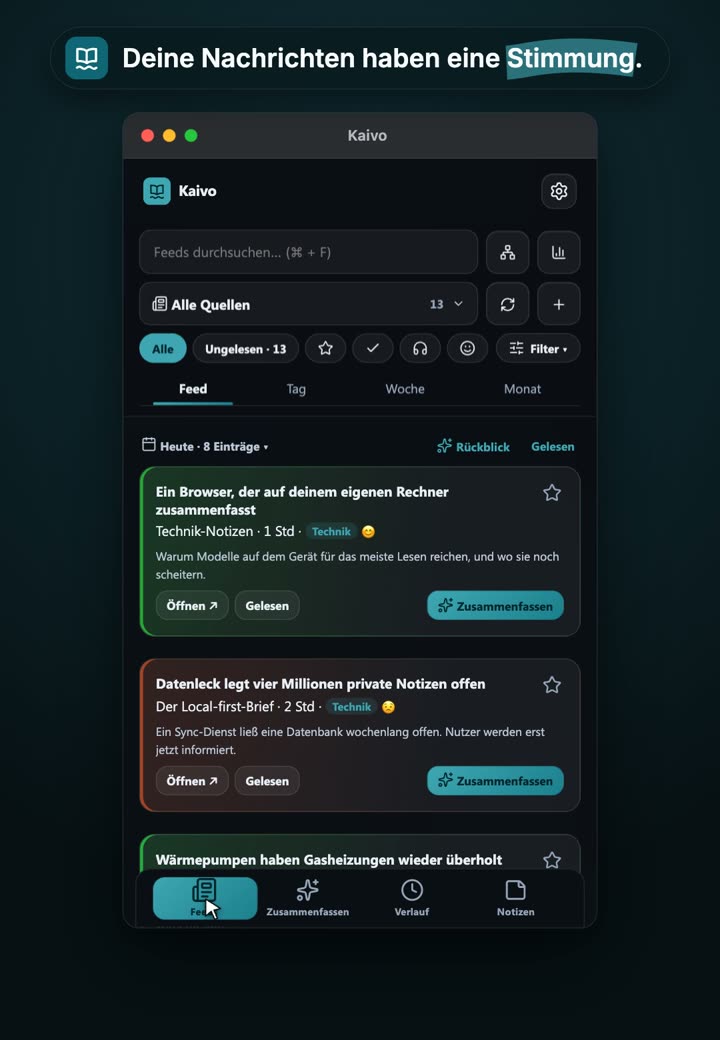 Deine Nachrichten haben eine Stimmung.
Kaivo
Kaivo
Feeds durchsuchen... (⌘ + F)
Alle Quellen 13
Alle Ungelesen · 13 Filter ▾
Feed Tag Woche Monat
Heute · 8 Einträge ▾ Rückblick Gelesen
Ein Browser, der auf deinem eigenen Rechner
zusammenfasst
Technik-Notizen · 1 Std · Technik 😊
Warum Modelle auf dem Gerät für das meiste Lesen reichen, und wo sie noch
scheitern.
Öffnen ↗ Gelesen Zusammenfassen
Datenleck legt vier Millionen private Notizen offen
Der Local-first-Brief · 2 Std · Technik 😟
Ein Sync-Dienst ließ eine Datenbank wochenlang offen. Nutzer werden erst
jetzt informiert.
Öffnen ↗ Gelesen Zusammenfassen
Wärmepumpen haben Gasheizungen wieder überholt
Zusammenfassen Verlauf Notizen